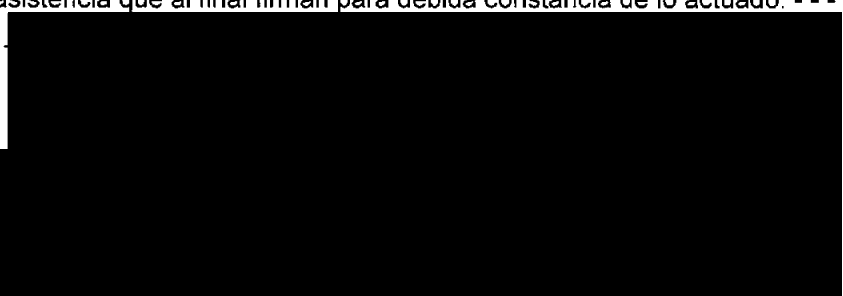 asistencia que al final firman para debida constancia de lo actuado. - - -
-